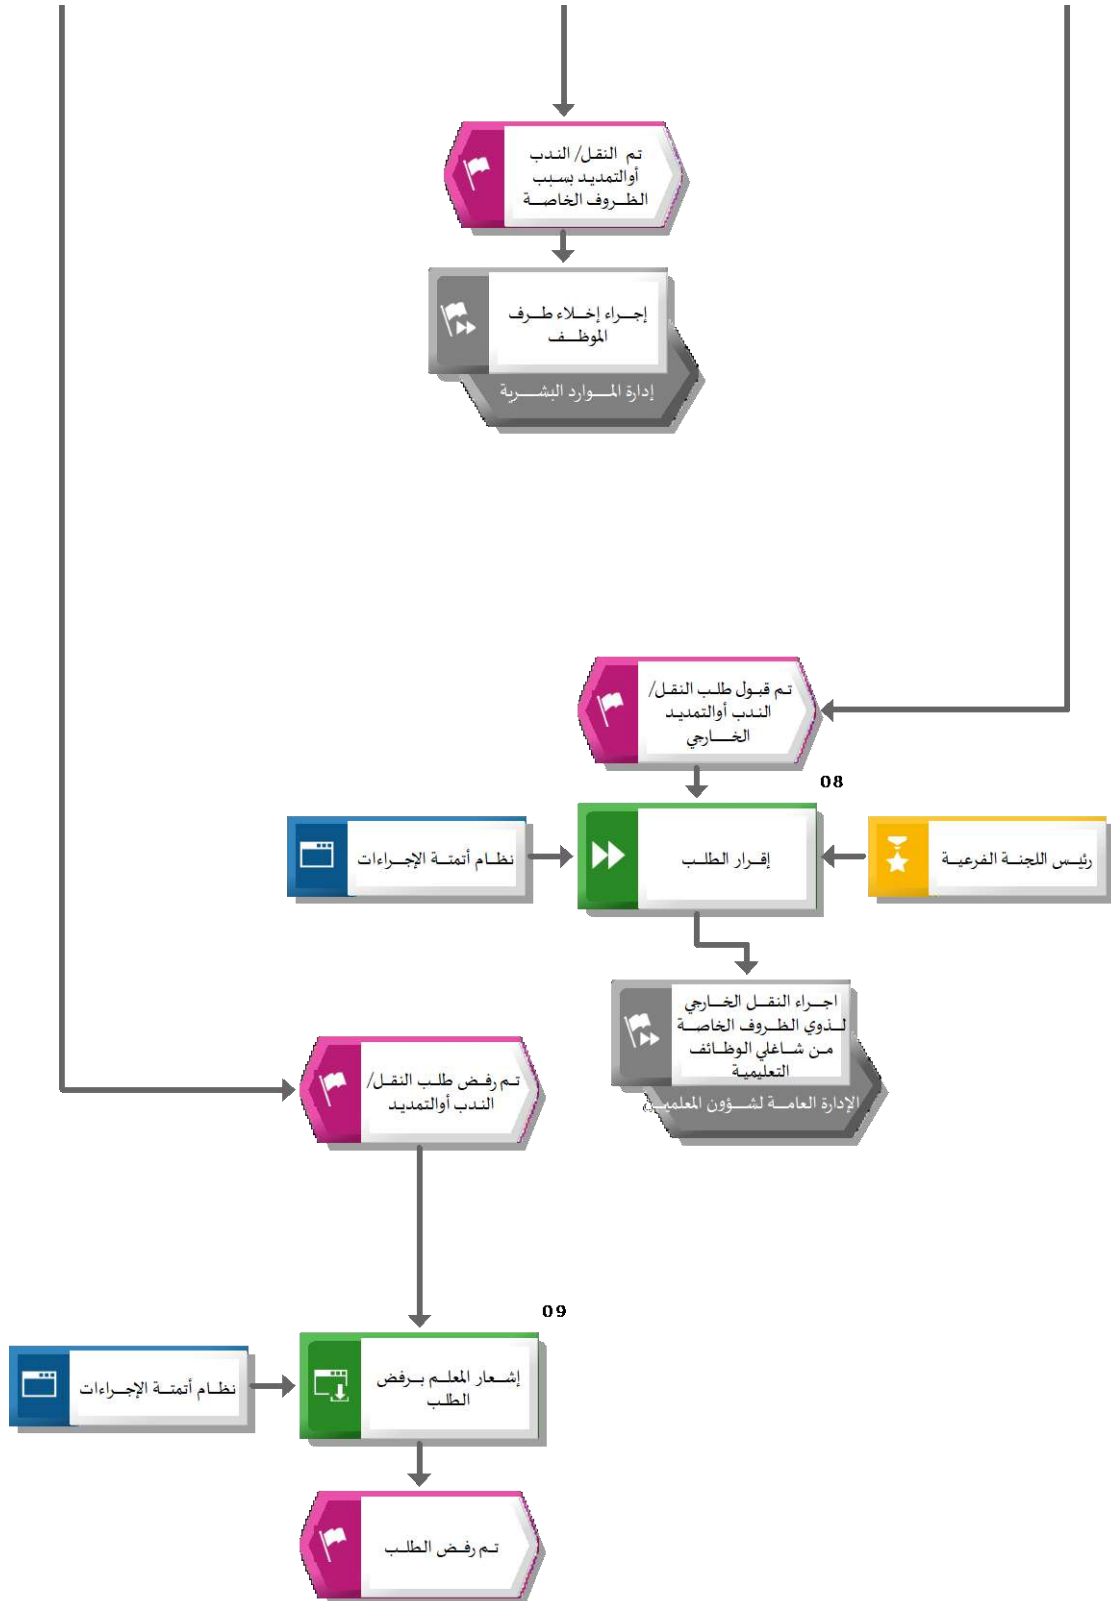 تم النقل/ الندب
أوالتمديد بسبب
الظروف الخاصة
إجراء إخلاء طرف
الموظف
إدارة الموارد البشرية
تم قبول طلب النقل/
الندب أوالتمديد
الخارجي
08
رئيس اللجنة الفرعية
إقرار الطلب
نظام أتمتة الإجراءات
اجراء النقل الخارجي
لذوي الظروف الخاصة
من شاغلي الوظائف
التعليمية
الإدارة العامة لشؤون المعلمين
تم رفض طلب النقل/
الندب أوالتمديد
09
إشعار المعلم برفض
الطلب
نظام أتمتة الإجراءات
تم رفض الطلب